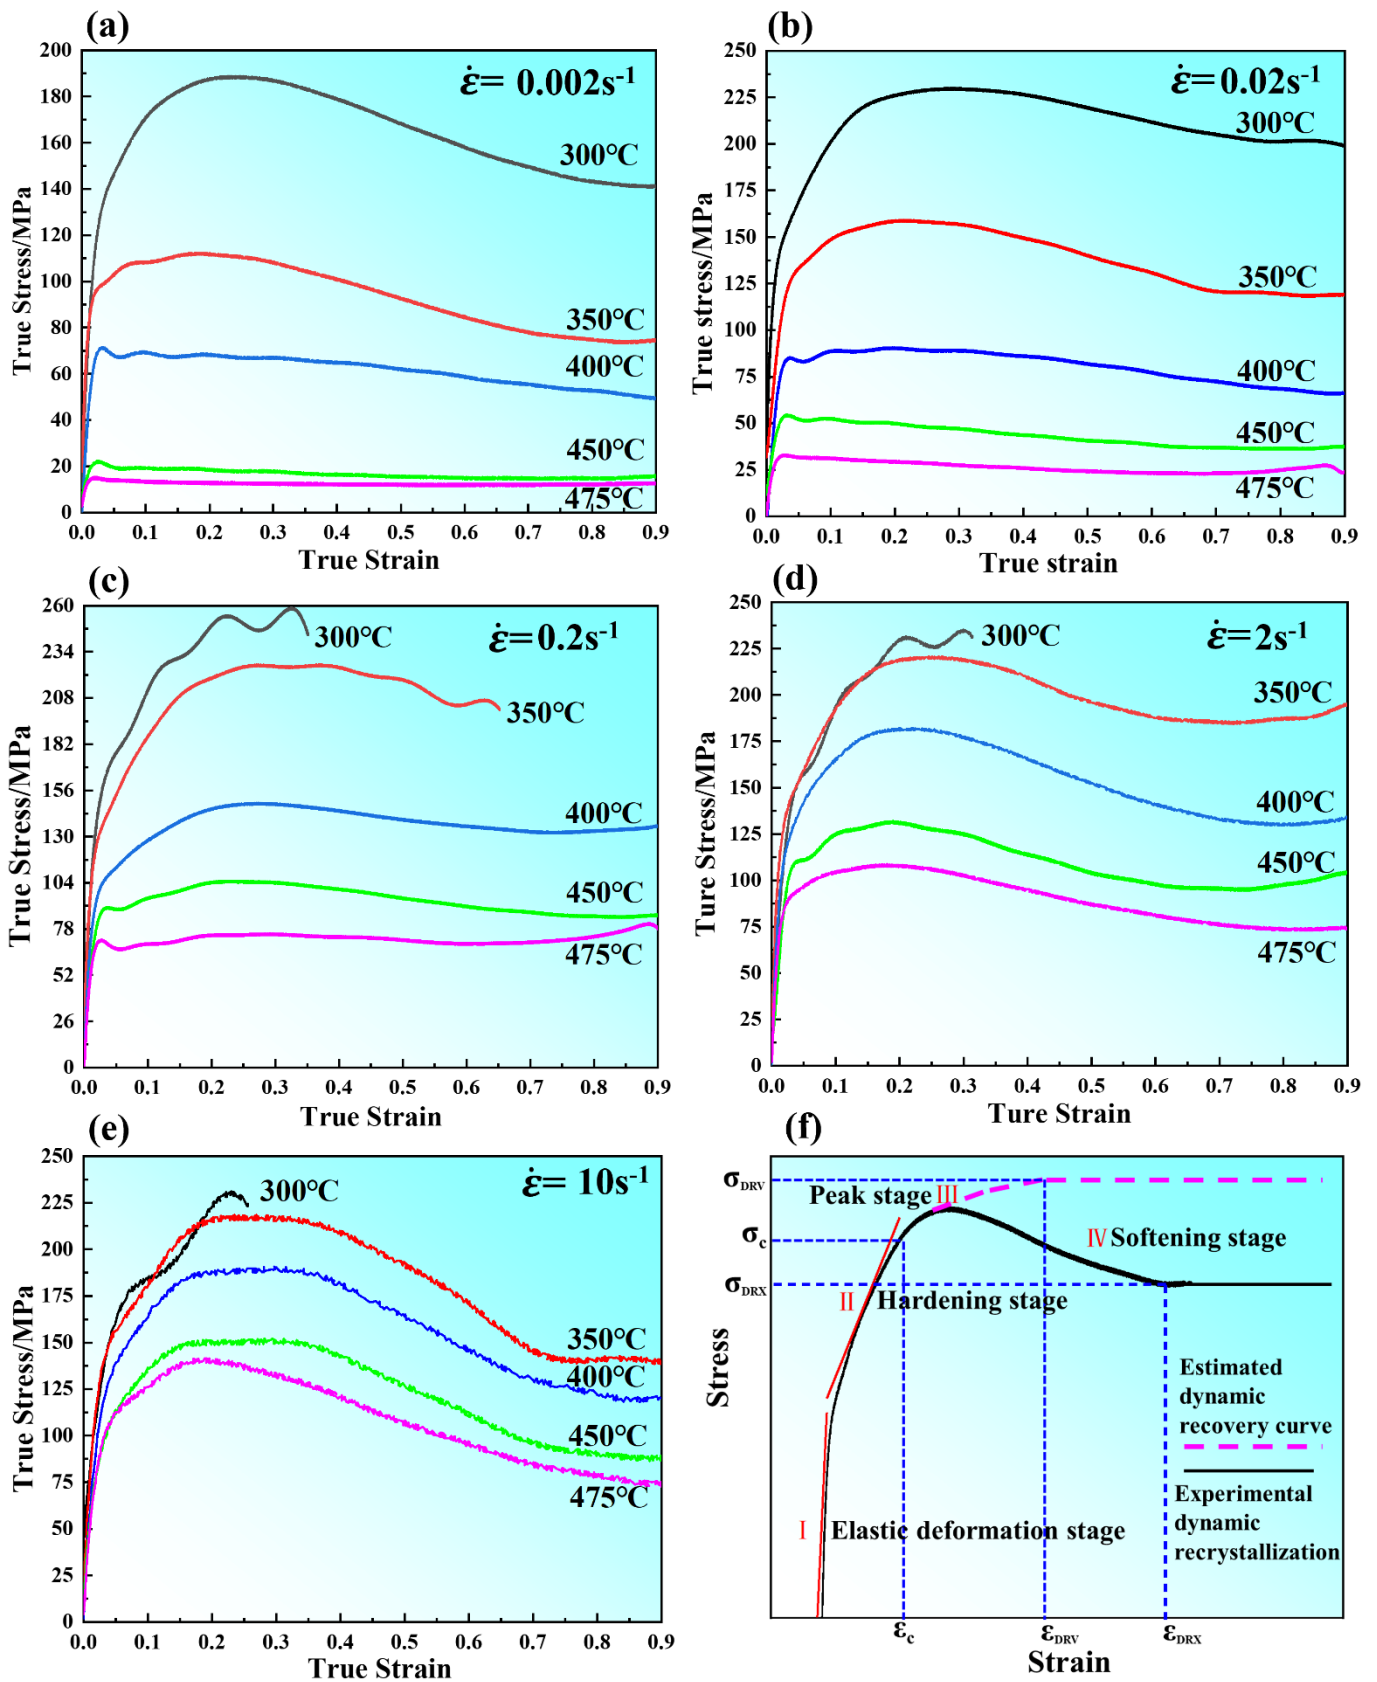 (a)
200
180
160
140
120
100
80
60
40
20
0
True Stress/MPa
ε̇= 0.002s-1
300°C
350°C
400°C
450°C
475°C
0.0 0.1 0.2 0.3 0.4 0.5 0.6 0.7 0.8 0.9
True Strain
(b)
250
225
200
175
150
125
100
75
50
25
0
True stress/MPa
ε̇= 0.02s-1
300°C
350°C
400°C
450°C
475°C
0.0 0.1 0.2 0.3 0.4 0.5 0.6 0.7 0.8 0.9
True strain
(c)
260
234
208
182
156
130
104
78
52
26
0
True Stress/MPa
ε̇=0.2s-1
300°C
350°C
400°C
450°C
475°C
0.0 0.1 0.2 0.3 0.4 0.5 0.6 0.7 0.8 0.9
True Strain
(d)
250
225
200
175
150
125
100
75
50
25
0
Ture Stress/MPa
ε̇=2s-1
300°C
350°C
400°C
450°C
475°C
0.0 0.1 0.2 0.3 0.4 0.5 0.6 0.7 0.8 0.9
Ture Strain
(e)
250
225
200
175
150
125
100
75
50
25
0
True Stress/MPa
ε̇= 10s-1
300°C
350°C
400°C
450°C
475°C
0.0 0.1 0.2 0.3 0.4 0.5 0.6 0.7 0.8 0.9
True Strain
(f)
σDRV
σc
σDRX
Stress
Peak stage III
IV Softening stage
II Hardening stage
I Elastic deformation stage
Estimated
dynamic
recovery curve
Experimental
dynamic
recrystallization
εc εDRV εDRX
Strain